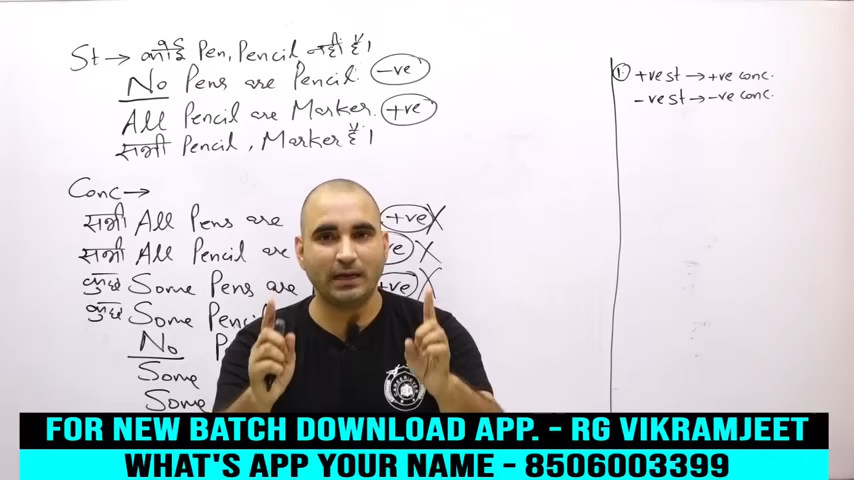 St → कोई Pen, Pencil नहीं है।
No Pens are Pencil. -ve
All Pencil are Marker. +ve
सभी Pencil, Marker है।
Conc →
सभी All Pens are +ve X
सभी All Pencil are X
कुछ Some Pens are X
कुछ Some
No
Some
Some
1. +ve st → +ve conc.
-ve st → -ve conc.
FOR NEW BATCH DOWNLOAD APP. - RG VIKRAMJEET
WHAT'S APP YOUR NAME - 8506003399